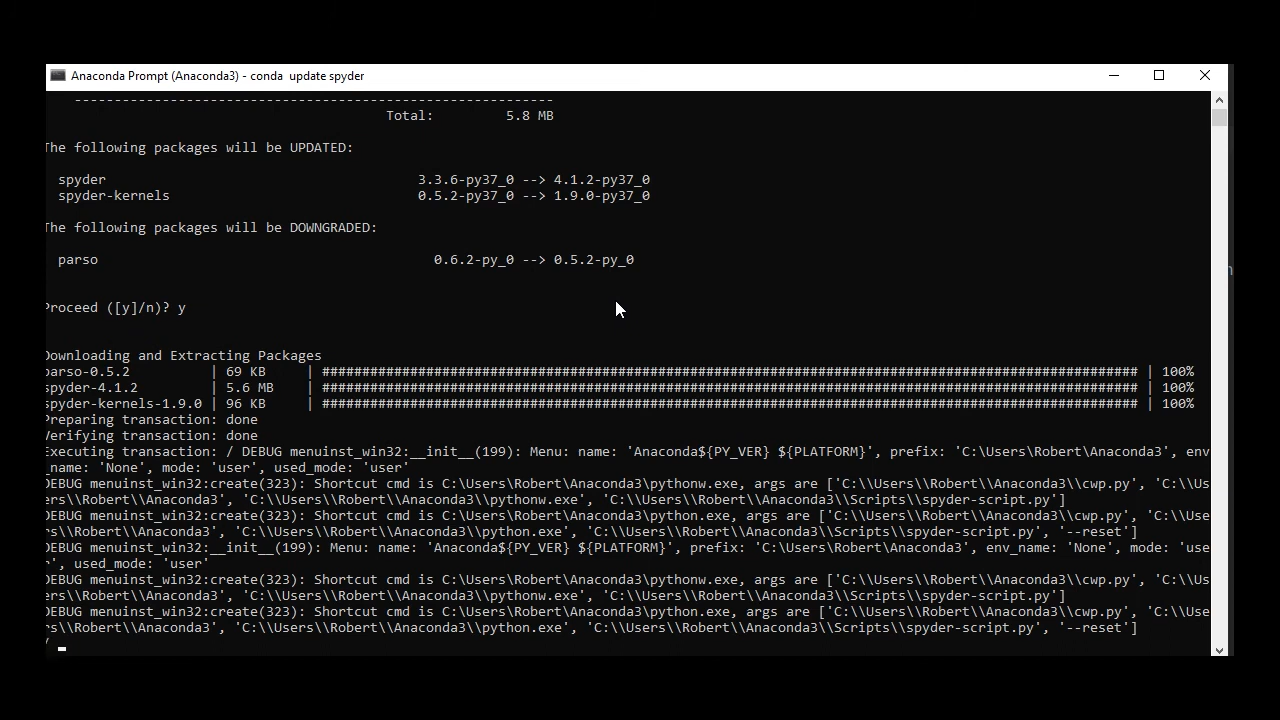 Anaconda Prompt (Anaconda3) - conda  update spyder
------------------------------------------------------------
Total:         5.8 MB
The following packages will be UPDATED:
spyder                                       3.3.6-py37_0 --> 4.1.2-py37_0
spyder-kernels                               0.5.2-py37_0 --> 1.9.0-py37_0
The following packages will be DOWNGRADED:
parso                                          0.6.2-py_0 --> 0.5.2-py_0
Proceed ([y]/n)? y
Downloading and Extracting Packages
parso-0.5.2          | 69 KB     | ###################################################################################################### | 100%
spyder-4.1.2         | 5.6 MB    | ###################################################################################################### | 100%
spyder-kernels-1.9.0 | 96 KB     | ###################################################################################################### | 100%
Preparing transaction: done
Verifying transaction: done
Executing transaction: / DEBUG menuinst_win32:__init__(199): Menu: name: 'Anaconda${PY_VER} ${PLATFORM}', prefix: 'C:\Users\Robert\Anaconda3', env
_name: 'None', mode: 'user', used_mode: 'user'
DEBUG menuinst_win32:create(323): Shortcut cmd is C:\Users\Robert\Anaconda3\pythonw.exe, args are ['C:\\Users\\Robert\\Anaconda3\\cwp.py', 'C:\\Us
ers\\Robert\\Anaconda3', 'C:\\Users\\Robert\\Anaconda3\\pythonw.exe', 'C:\\Users\\Robert\\Anaconda3\\Scripts\\spyder-script.py']
DEBUG menuinst_win32:create(323): Shortcut cmd is C:\Users\Robert\Anaconda3\python.exe, args are ['C:\\Users\\Robert\\Anaconda3\\cwp.py', 'C:\\Use
rs\\Robert\\Anaconda3', 'C:\\Users\\Robert\\Anaconda3\\python.exe', 'C:\\Users\\Robert\\Anaconda3\\Scripts\\spyder-script.py', '--reset']
DEBUG menuinst_win32:__init__(199): Menu: name: 'Anaconda${PY_VER} ${PLATFORM}', prefix: 'C:\Users\Robert\Anaconda3', env_name: 'None', mode: 'use
r', used_mode: 'user'
DEBUG menuinst_win32:create(323): Shortcut cmd is C:\Users\Robert\Anaconda3\pythonw.exe, args are ['C:\\Users\\Robert\\Anaconda3\\cwp.py', 'C:\\Us
ers\\Robert\\Anaconda3', 'C:\\Users\\Robert\\Anaconda3\\pythonw.exe', 'C:\\Users\\Robert\\Anaconda3\\Scripts\\spyder-script.py']
DEBUG menuinst_win32:create(323): Shortcut cmd is C:\Users\Robert\Anaconda3\python.exe, args are ['C:\\Users\\Robert\\Anaconda3\\cwp.py', 'C:\\Use
rs\\Robert\\Anaconda3', 'C:\\Users\\Robert\\Anaconda3\\python.exe', 'C:\\Users\\Robert\\Anaconda3\\Scripts\\spyder-script.py', '--reset']
/